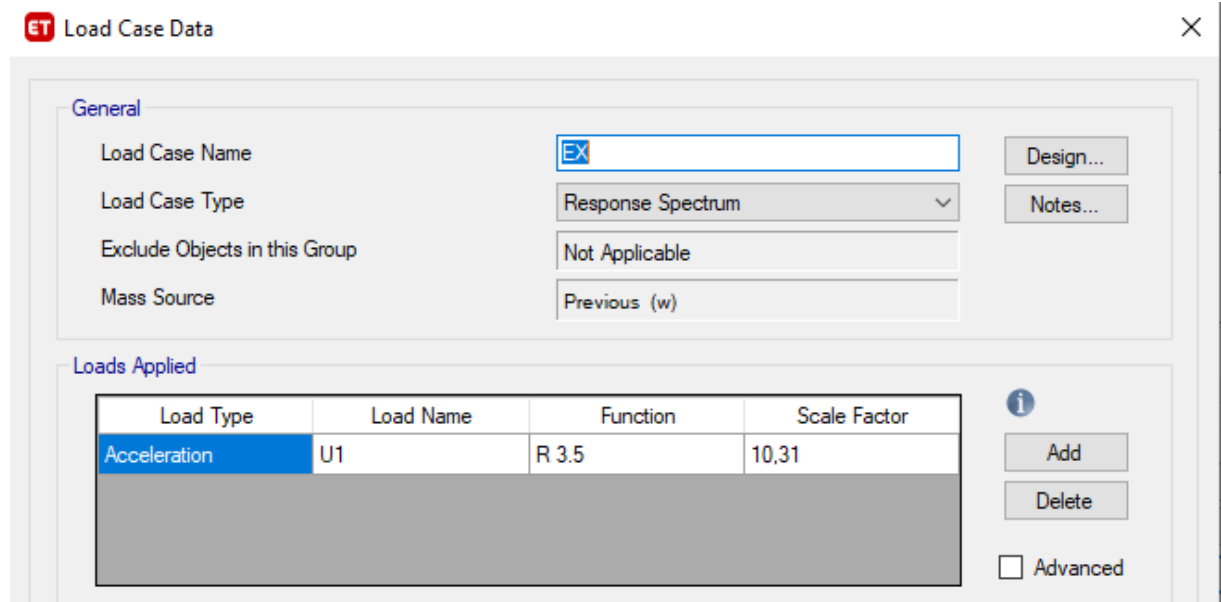 ET Load Case Data
General
Load Case Name EX Design...
Load Case Type Response Spectrum Notes...
Exclude Objects in this Group Not Applicable
Mass Source Previous (w)
Loads Applied
Load Type Load Name Function Scale Factor
Acceleration U1 R 3.5 10,31 Add
Delete
Advanced